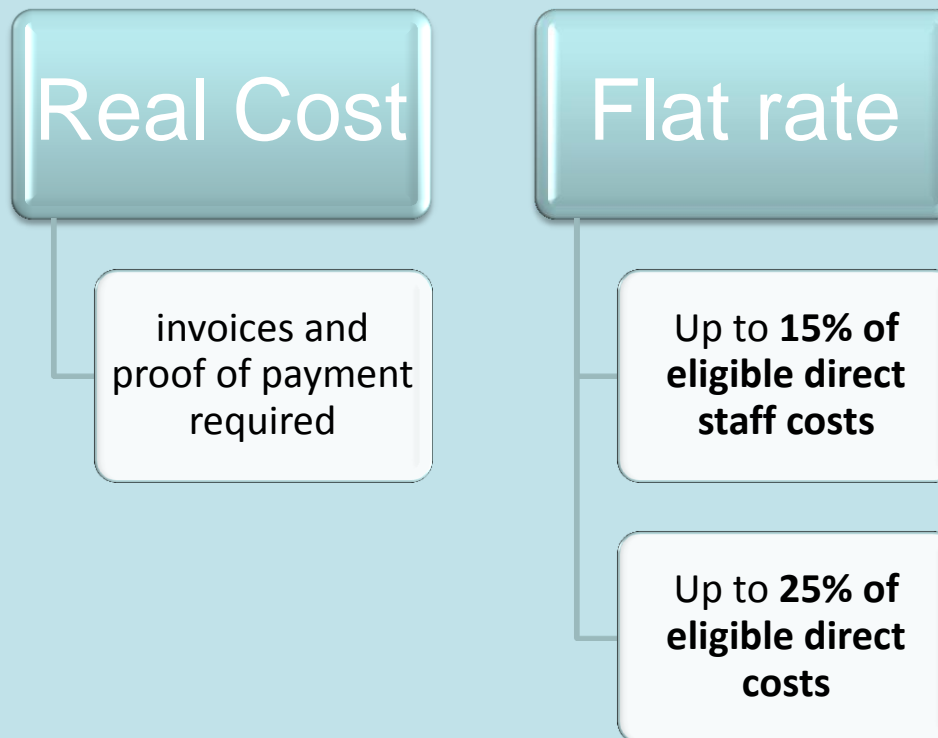 Real Cost
invoices and
proof of payment
required
Flat rate
Up to 15% of
eligible direct
staff costs
Up to 25% of
eligible direct
costs